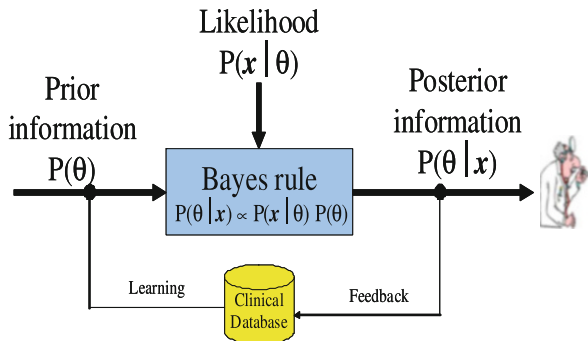 Likelihood
P(x | θ)
Prior
information
P(θ)
Posterior
information
P(θ | x)
Bayes rule
P(θ | x) ∝ P(x | θ) P(θ)
Learning
Clinical
Database
Feedback